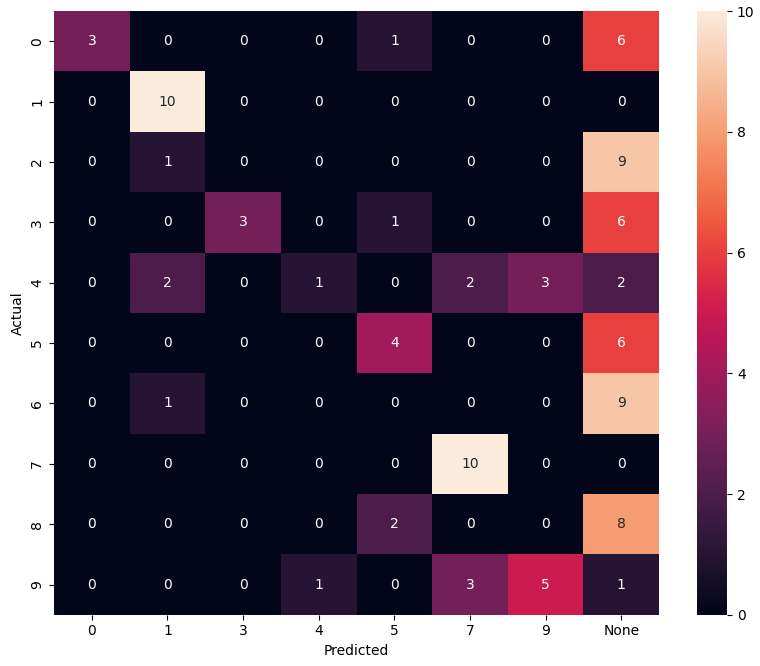 10
0 3 0 0 0 1 0 0 6
1 0 10 0 0 0 0 0 0
8
2 0 1 0 0 0 0 0 9
3 0 0 3 0 1 0 0 6
6
4 0 2 0 1 0 2 3 2
Actual
5 0 0 0 0 4 0 0 6
4
6 0 1 0 0 0 0 0 9
7 0 0 0 0 0 10 0 0
2
8 0 0 0 0 2 0 0 8
9 0 0 0 1 0 3 5 1
0
0 1 3 4 5 7 9 None
Predicted